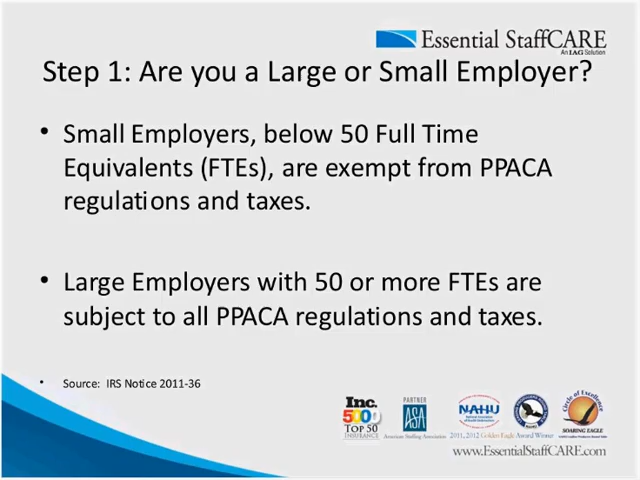 Essential StaffCARE
An IAG Solution
Step 1: Are you a Large or Small Employer?
• Small Employers, below 50 Full Time
Equivalents (FTEs), are exempt from PPACA
regulations and taxes.
• Large Employers with 50 or more FTEs are
subject to all PPACA regulations and taxes.
• Source: IRS Notice 2011-36
Inc.
500
TOP 50
INSURANCE
PARTNER
ASA
American Staffing Association
NAHU
2011, 2012 Golden Eagle Award Winner
Circle of Excellence
SOARING EAGLE
www.EssentialStaffCARE.com